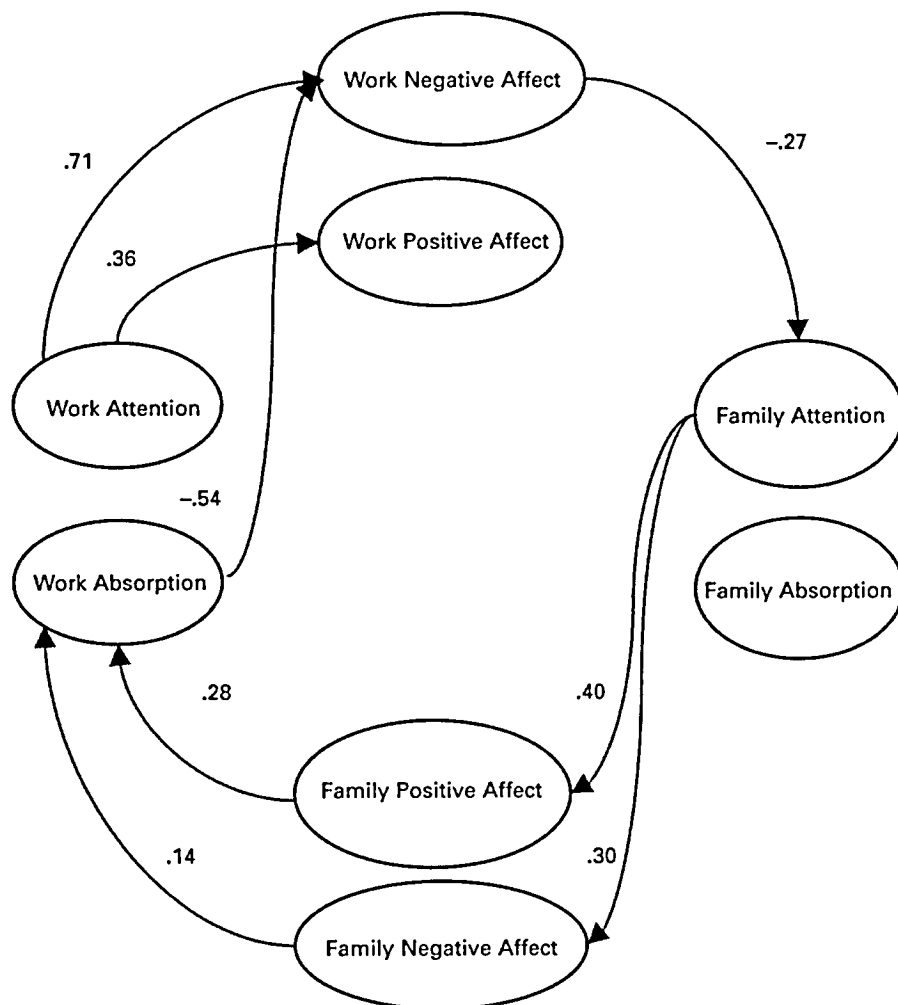 Work Negative Affect
–.27
.71
Work Positive Affect
.36
Work Attention
Family Attention
–.54
Work Absorption
Family Absorption
.28
.40
Family Positive Affect
.14
.30
Family Negative Affect